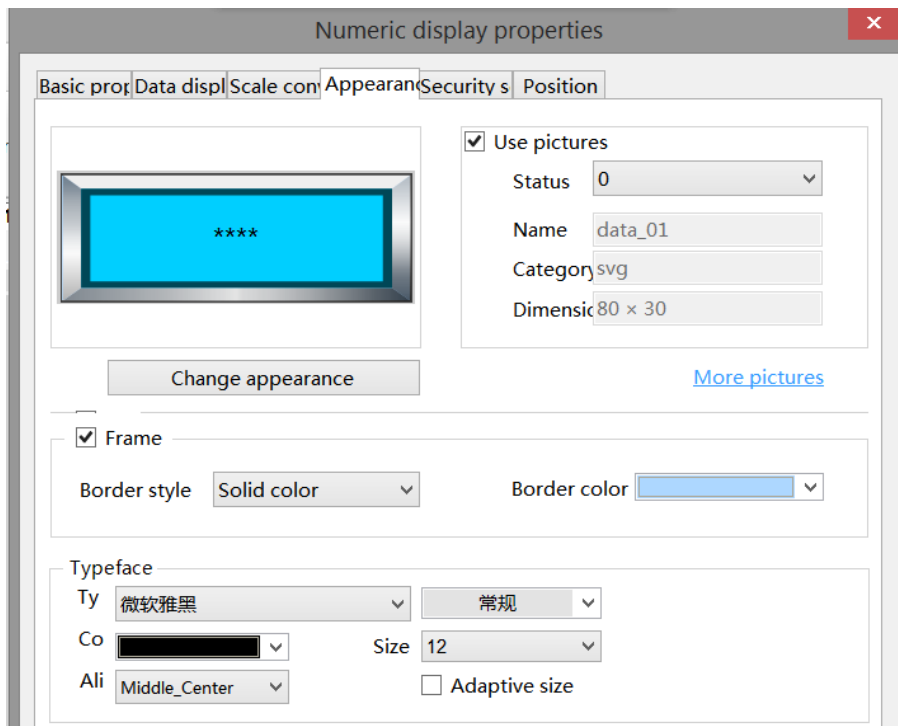 Numeric display properties
Basic prop Data displ Scale conv Appearanc Security s Position
Use pictures
Status 0
****
Name data_01
Category svg
Dimensic 80 × 30
Change appearance More pictures
Frame
Border style Solid color Border color
Typeface
Ty 微软雅黑 常规
Co Size 12
Ali Middle_Center Adaptive size